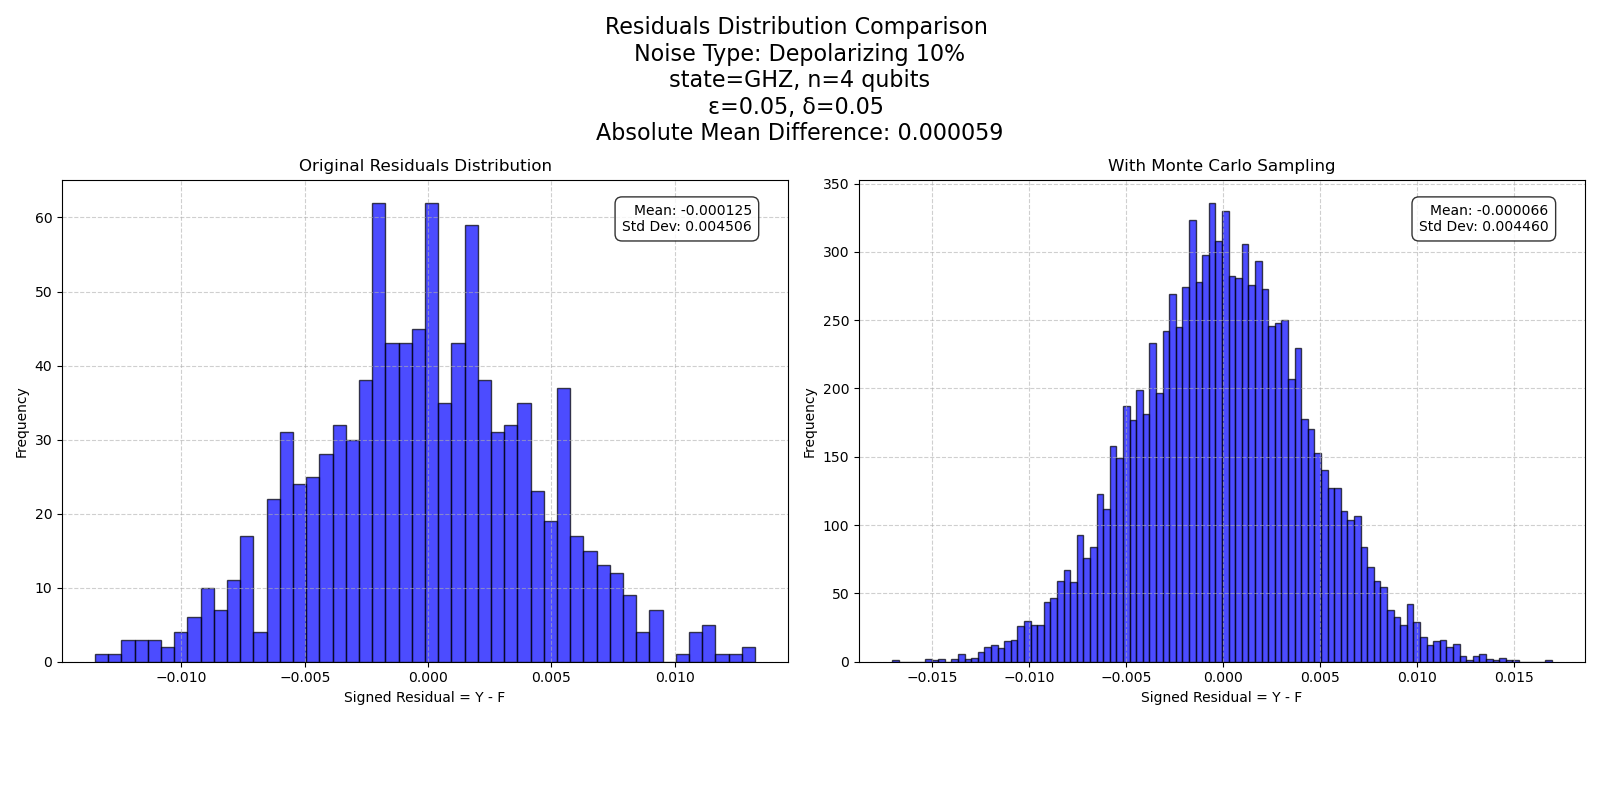 Residuals Distribution Comparison
Noise Type: Depolarizing 10%
state=GHZ, n=4 qubits
ε=0.05, δ=0.05
Absolute Mean Difference: 0.000059
Original Residuals Distribution
Mean: -0.000125
Std Dev: 0.004506
Frequency
60
50
40
30
20
10
0
−0.010
−0.005
0.000
0.005
0.010
Signed Residual = Y - F
With Monte Carlo Sampling
Mean: -0.000066
Std Dev: 0.004460
Frequency
350
300
250
200
150
100
50
0
−0.015
−0.010
−0.005
0.000
0.005
0.010
0.015
Signed Residual = Y - F